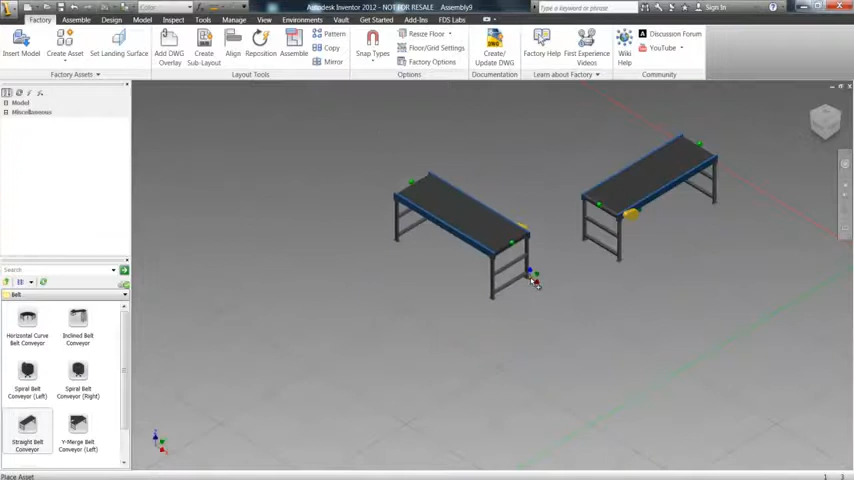 Color
Autodesk Inventor 2012 - NOT FOR RESALE Assembly9
Type a keyword or phrase
Sign In
Factory Assemble Design Model Inspect Tools Manage View Environments Vault Get Started Add-Ins FDS Labs
Insert Model
Create Asset
Set Landing Surface
Factory Assets
Add DWG Overlay
Create Sub-Layout
Align
Reposition
Assemble
Pattern
Copy
Mirror
Layout Tools
Snap Types
Resize Floor
Floor/Grid Settings
Factory Options
Options
Create/ Update DWG
Documentation
Factory Help
First Experience Videos
Learn about Factory
Wiki Help
Discussion Forum
YouTube
Community
Model
Miscellaneous
Search
Belt
Horizontal Curve Belt Conveyor
Inclined Belt Conveyor
Spiral Belt Conveyor (Left)
Spiral Belt Conveyor (Right)
Straight Belt Conveyor
Y-Merge Belt Conveyor (Left)
Place Asset
1 3